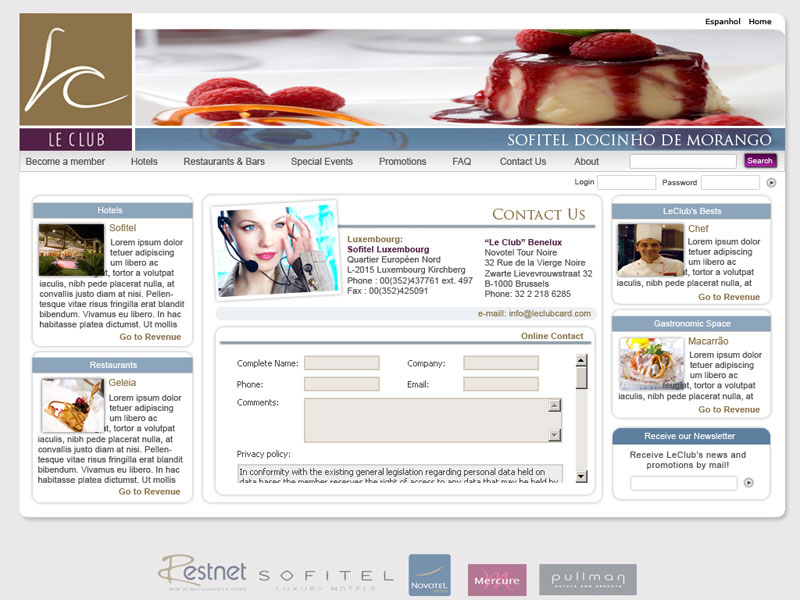 Espanhol Home
LE CLUB
SOFITEL DOCINHO DE MORANGO
Become a member Hotels Restaurants & Bars Special Events Promotions FAQ Contact Us About Search
Login Password
Hotels
Sofitel
Lorem ipsum dolor
tetuer adipiscing
um libero ac
, tortor a volutpat
iaculis, nibh pede placerat nulla, at
convallis justo diam at nisi. Pellen-
tesque vitae risus fringilla erat blandit
bibendum. Vivamus eu libero. In hac
habitasse platea dictumst. Ut mollis
Go to Revenue
Restaurants
Geleia
Lorem ipsum dolor
tetuer adipiscing
um libero ac
, tortor a volutpat
iaculis, nibh pede placerat nulla, at
convallis justo diam at nisi. Pellen-
tesque vitae risus fringilla erat blandit
bibendum. Vivamus eu libero. In hac
habitasse platea dictumst. Ut mollis
Go to Revenue
Contact Us
Luxembourg:
Sofitel Luxembourg
Quartier Européen Nord
L-2015 Luxembourg Kirchberg
Phone : 00(352)437761 ext. 497
Fax : 00(352)425091
“Le Club” Benelux
Novotel Tour Noire
32 Rue de la Vierge Noire
Zwarte Lievevrouwstraat 32
B-1000 Brussels
Phone: 32 2 218 6285
e-maill: info@leclubcard.com
Online Contact
Complete Name: Company:
Phone: Email:
Comments:
Privacy policy:
In conformity with the existing general legislation regarding personal data held on
data bases the member reserves the right of access to any data that may be held by
LeClub's Bests
Chef
Lorem ipsum dolor
tetuer adipiscing
um libero ac
, tortor a volutpat
iaculis, nibh pede placerat nulla, at
Go to Revenue
Gastronomic Space
Macarrão
Lorem ipsum dolor
tetuer adipiscing
um libero ac
feugiat, tortor a volutpat
iaculis, nibh pede placerat nulla, at
Go to Revenue
Receive our Newsletter
Receive LeClub's news and
promotions by mail!
Restnet SOFITEL NOVOTEL Mercure pullman
LUXURY HOTELS
HOTELS AND RESORTS